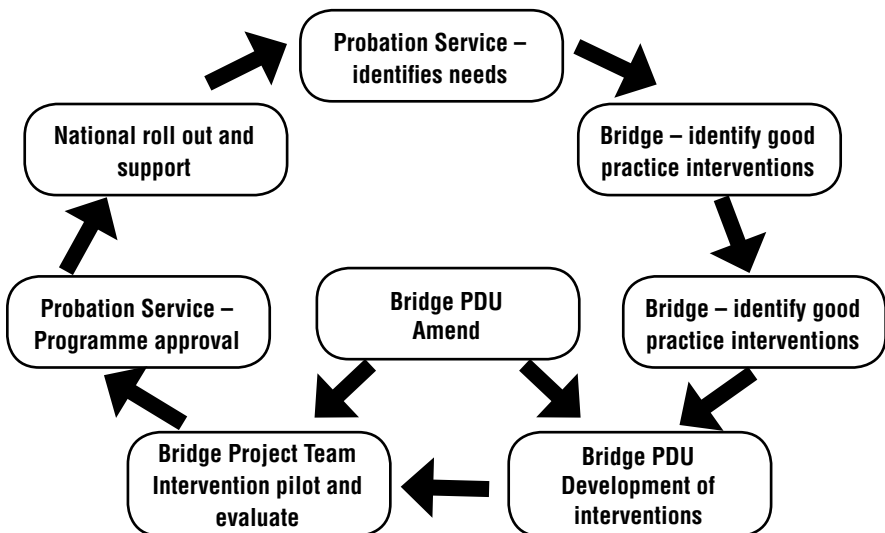 Probation Service –
identifies needs
National roll out and
support
Bridge – identify good
practice interventions
Probation Service –
Programme approval
Bridge PDU
Amend
Bridge – identify good
practice interventions
Bridge Project Team
Intervention pilot and
evaluate
Bridge PDU
Development of
interventions